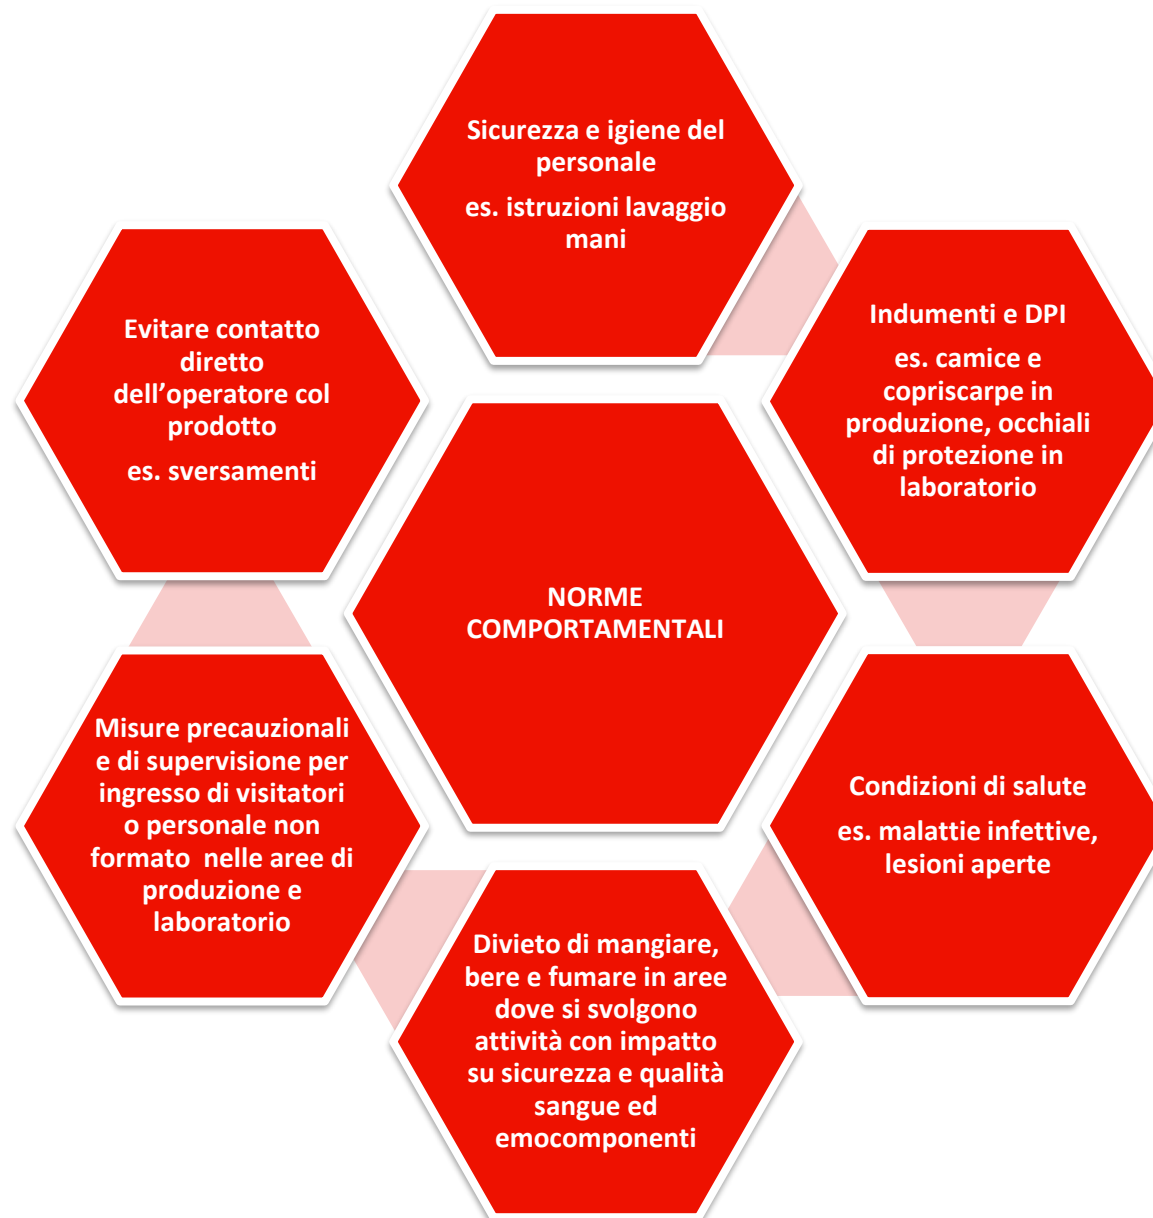 Sicurezza e igiene del
personale
es. istruzioni lavaggio
mani
Indumenti e DPI
es. camice e
copriscarpe in
produzione, occhiali
di protezione in
laboratorio
Condizioni di salute
es. malattie infettive,
lesioni aperte
Divieto di mangiare,
bere e fumare in aree
dove si svolgono
attività con impatto
su sicurezza e qualità
sangue ed
emocomponenti
Misure precauzionali
e di supervisione per
ingresso di visitatori
o personale non
formato  nelle aree di
produzione e
laboratorio
Evitare contatto
diretto
dell’operatore col
prodotto
es. sversamenti
NORME
COMPORTAMENTALI